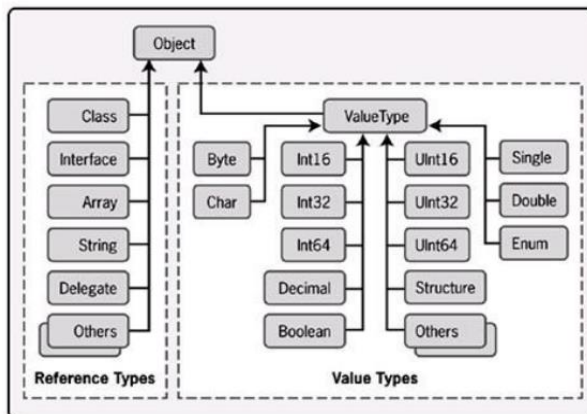 Object
Class
Interface
Array
String
Delegate
Others
Reference Types
ValueType
Byte
Char
Int16
Int32
Int64
Decimal
Boolean
UInt16
UInt32
UInt64
Structure
Others
Single
Double
Enum
Value Types